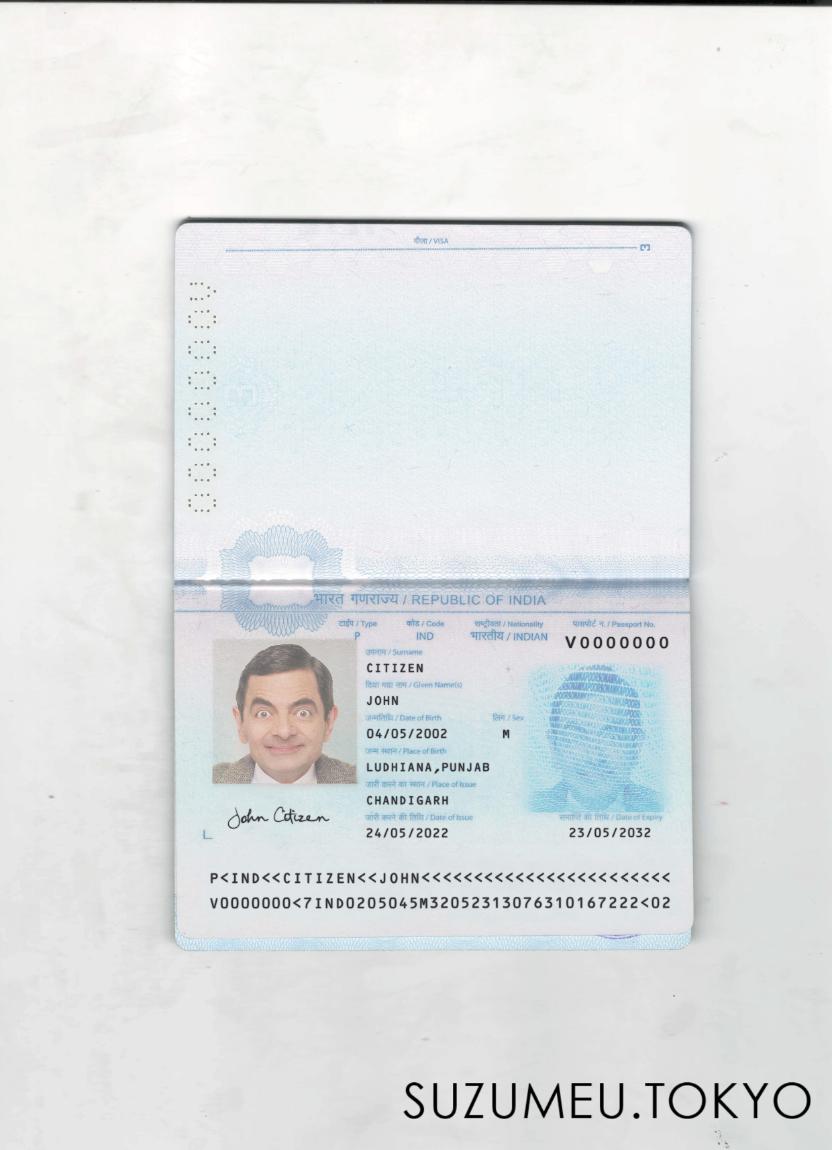 वीज़ा / VISA
3
V0000000
भारत गणराज्य / REPUBLIC OF INDIA
टाईप / Type कोड / Code राष्ट्रीयता / Nationality पासपोर्ट न. / Passport No.
P IND भारतीय / INDIAN V0000000
उपनाम / Surname
CITIZEN
दिया गया नाम / Given Name(s)
JOHN
जन्मतिथि / Date of Birth लिंग / Sex
04/05/2002 M
जन्म स्थान / Place of Birth
LUDHIANA,PUNJAB
जारी करने का स्थान / Place of Issue
CHANDIGARH
John Citizen
जारी करने की तिथि / Date of Issue समाप्ति की तिथि / Date of Expiry
24/05/2022 23/05/2032
P<IND<<CITIZEN<<JOHN<<<<<<<<<<<<<<<<<<<<<<<<
V0000000<7IND0205045M32052313076310167222<02
SUZUMEU.TOKYO